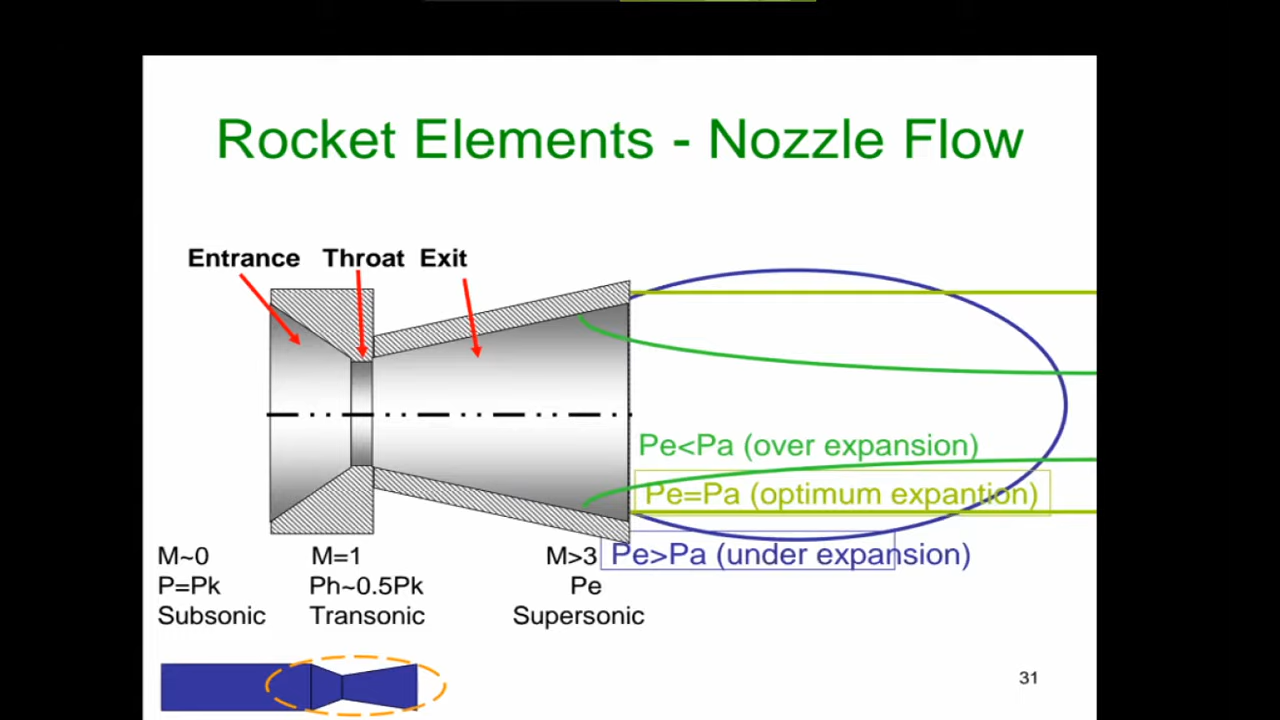 Rocket Elements - Nozzle Flow
Entrance Throat Exit
Pe<Pa (over expansion)
Pe=Pa (optimum expantion)
Pe>Pa (under expansion)
M~0
P=Pk
Subsonic
M=1
Ph~0.5Pk
Transonic
M>3
Pe
Supersonic
31